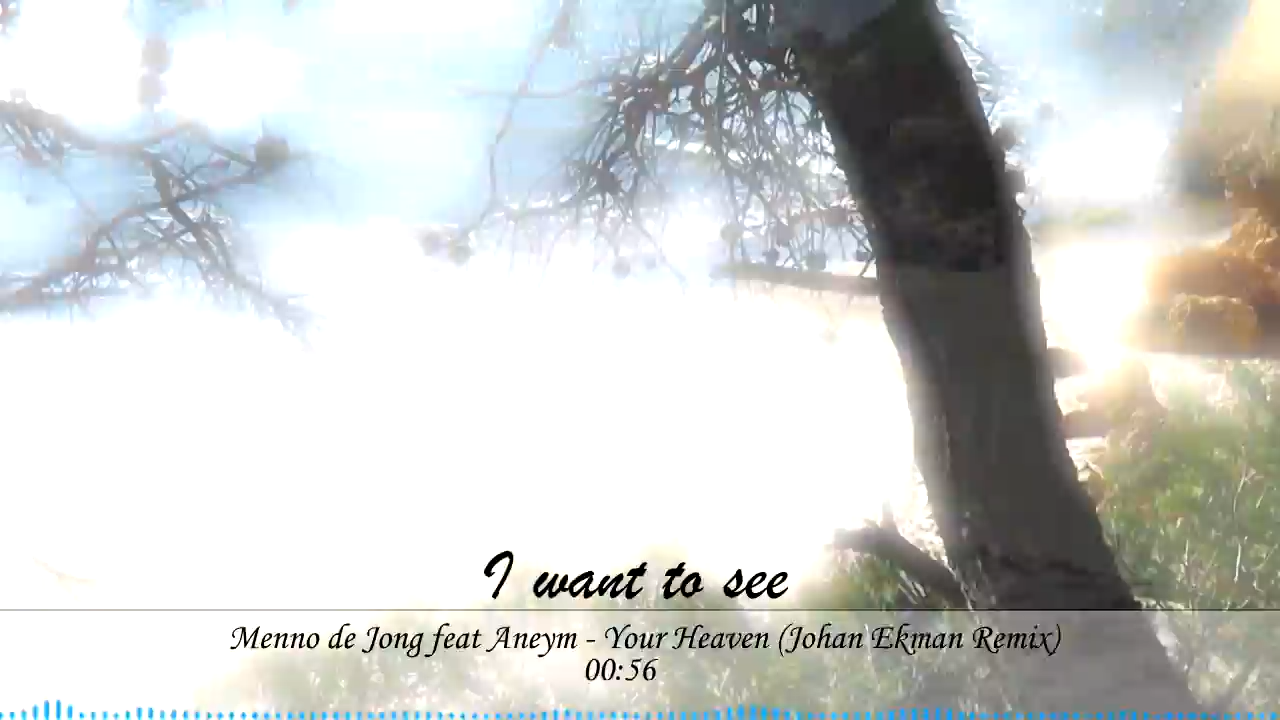 I want to see
Menno de Jong feat Aneym - Your Heaven (Johan Ekman Remix)
00:56